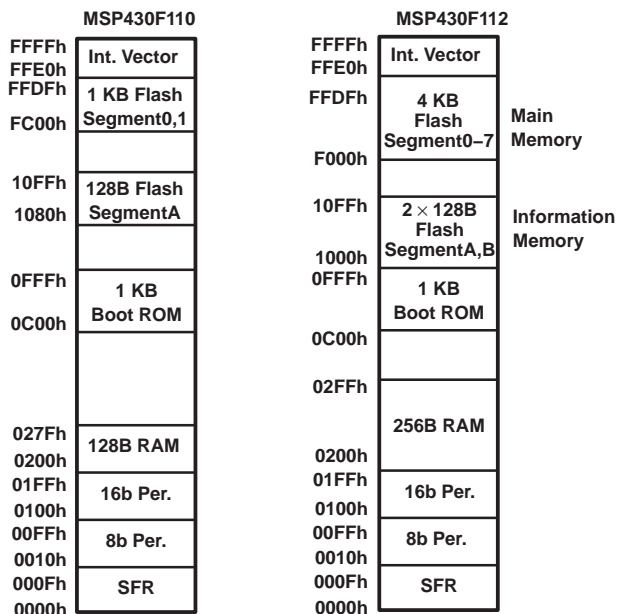 MSP430F110
FFFFh
FFE0h
Int. Vector
FFDFh
FC00h
1 KB Flash
Segment0,1
10FFh
1080h
128B Flash
SegmentA
0FFFh
0C00h
1 KB
Boot ROM
027Fh
0200h
128B RAM
01FFh
0100h
16b Per.
00FFh
0010h
8b Per.
000Fh
0000h
SFR
MSP430F112
FFFFh
FFE0h
Int. Vector
FFDFh
F000h
4 KB
Flash
Segment0–7
Main
Memory
10FFh
1000h
2 × 128B
Flash
SegmentA,B
Information
Memory
0FFFh
0C00h
1 KB
Boot ROM
02FFh
0200h
256B RAM
01FFh
0100h
16b Per.
00FFh
0010h
8b Per.
000Fh
0000h
SFR